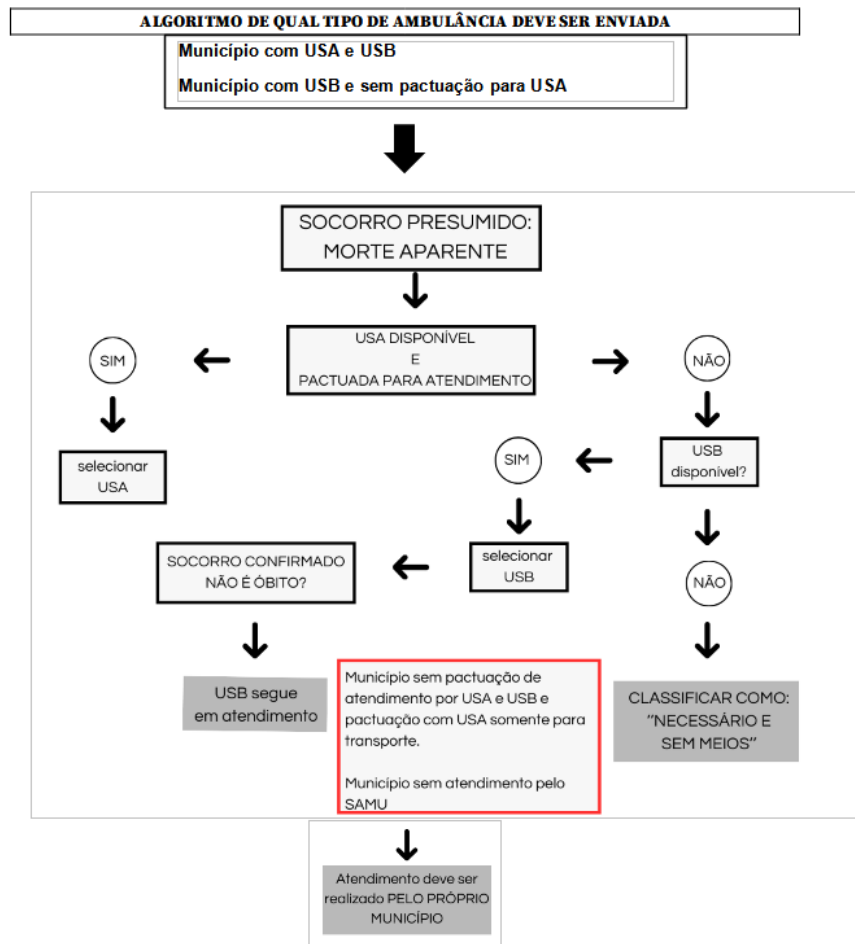 ALGORITMO DE QUAL TIPO DE AMBULÂNCIA DEVE SER ENVIADA
Município com USA e USB
Município com USB e sem pactuação para USA
SOCORRO PRESUMIDO:
MORTE APARENTE
USA DISPONÍVEL
E
PACTUADA PARA ATENDIMENTO
SIM
NÃO
selecionar
USA
SIM
USB
disponivel?
SOCORRO CONFIRMADO
NÃO É ÓBITO?
selecionar
USB
NÃO
USB segue
em atendimento
Município sem pactuação de
atendimento por USA e USB e
pactuação com USA somente para
transporte.
Município sem atendimento pelo
SAMU
CLASSIFICAR COMO:
"NECESSÁRIO E
SEM MEIOS"
Atendimento deve ser
realizado PELO PRÓPRIO
MUNICÍPIO